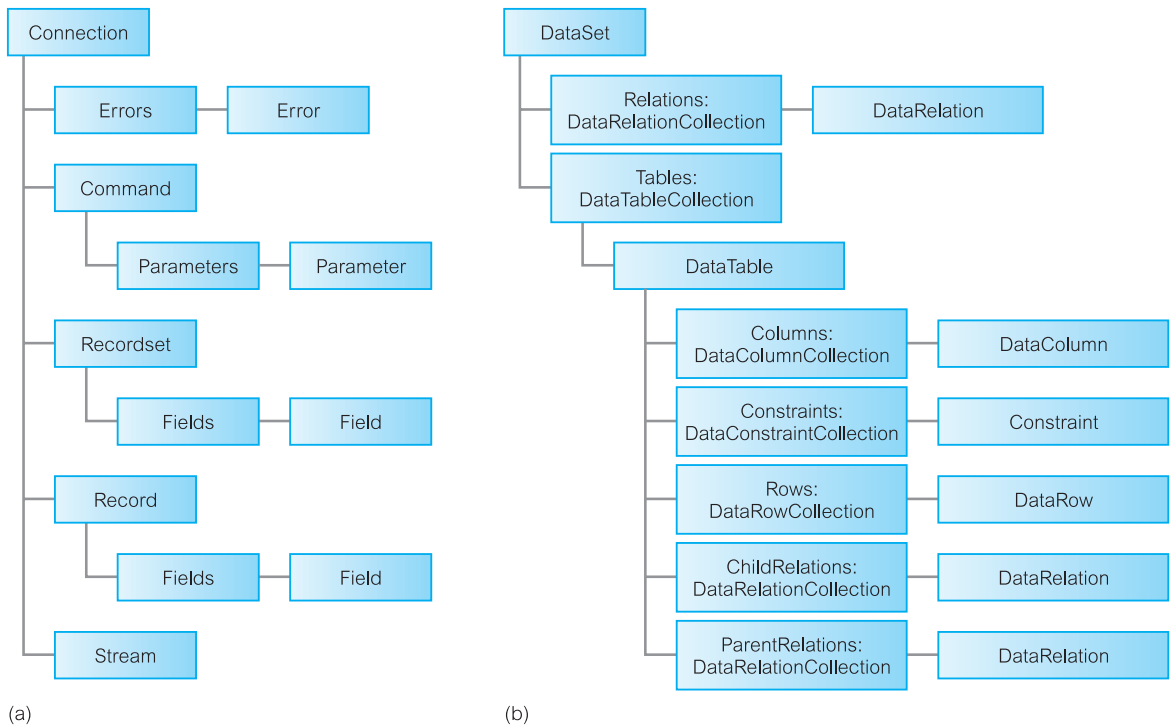 Connection
Errors
Error
Command
Parameters
Parameter
Recordset
Fields
Field
Record
Fields
Field
Stream
(a)
DataSet
Relations:
DataRelationCollection
DataRelation
Tables:
DataTableCollection
DataTable
Columns:
DataColumnCollection
DataColumn
Constraints:
DataConstraintCollection
Constraint
Rows:
DataRowCollection
DataRow
ChildRelations:
DataRelationCollection
DataRelation
ParentRelations:
DataRelationCollection
DataRelation
(b)